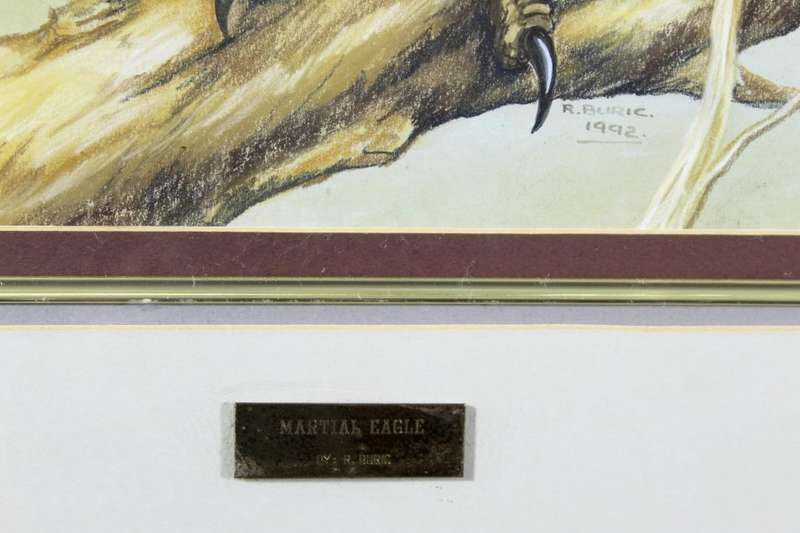 R. BURIC.
1992.
MARTIAL EAGLE
BY: R. BURIC